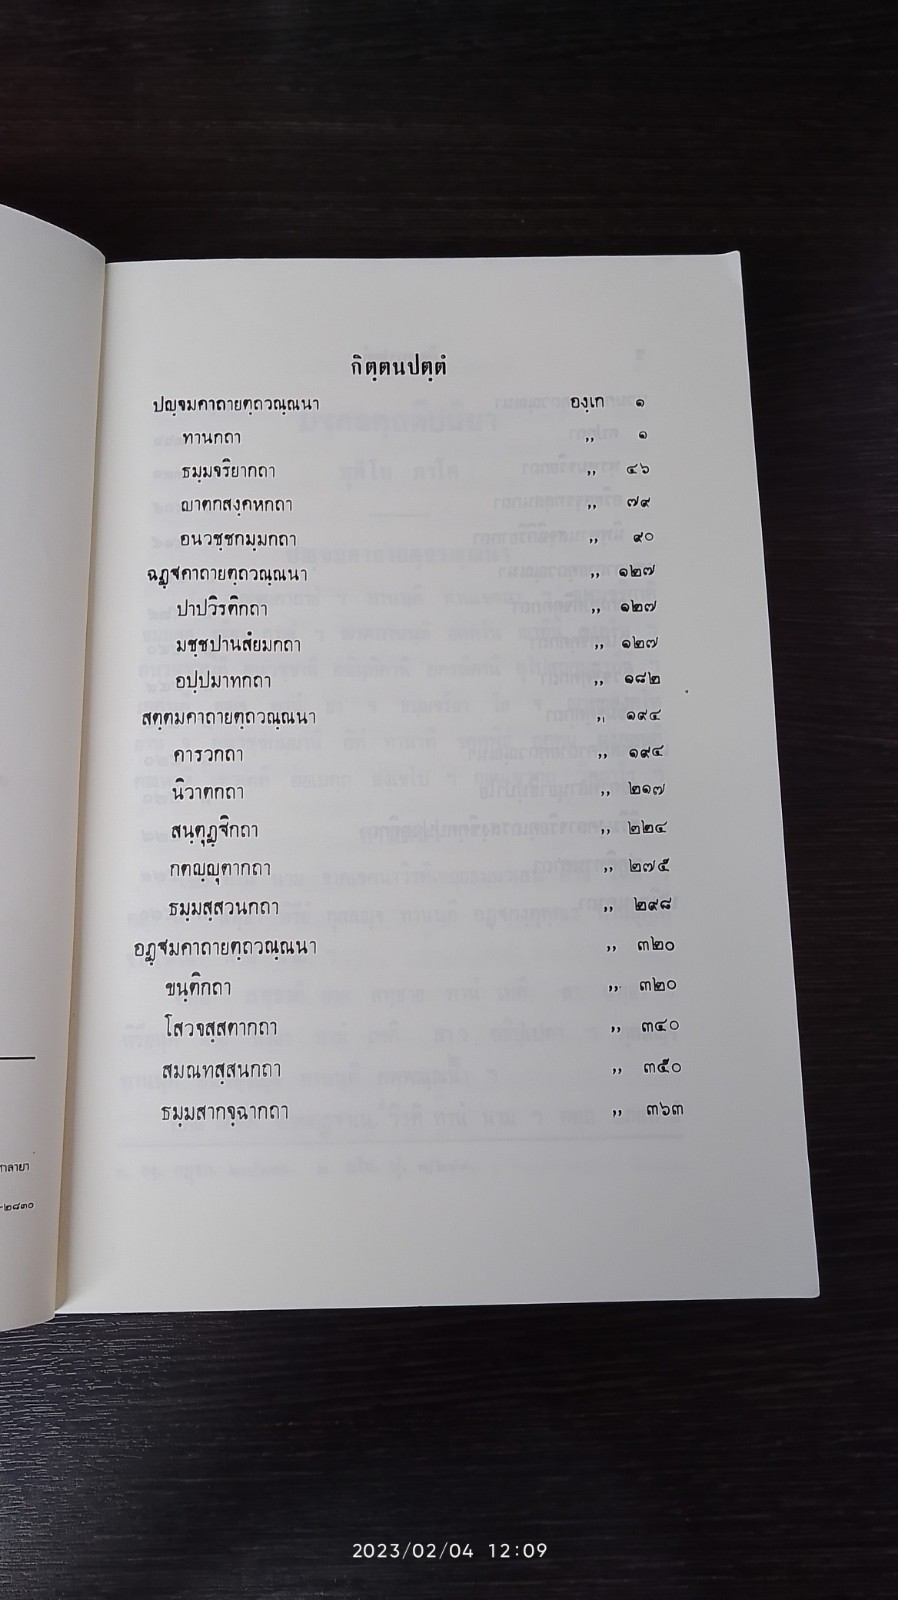 กิตฺตนปตฺตํ
ปญฺจมคาถายตฺถวณฺณนา องฺเก ๑
ทานกถา ,, ๑
ธมฺมจริยากถา ,, ๔๖
ญาตกสงฺคหกถา ,, ๗๙
อนวชฺชกมฺมกถา ,, ๙๐
ฉฏฺฐคาถายตฺถวณฺณนา ,, ๑๒๗
ปาปวิรติกถา ,, ๑๒๗
มชฺชปานสํยมกถา ,, ๑๒๗
อปฺปมาทกถา ,, ๑๘๒
สตฺตมคาถายตฺถวณฺณนา ,, ๑๙๔
คารวกถา ,, ๑๙๔
นิวาตกถา ,, ๒๑๗
สนฺตุฏฺฐิกถา ,, ๒๒๔
กตญฺญุตากถา ,, ๒๗๕
ธมฺมสฺสวนกถา ,, ๒๙๘
อฏฺฐมคาถายตฺถวณฺณนา ,, ๓๒๐
ขนฺติกถา ,, ๓๒๐
โสวจสฺสตากถา ,, ๓๔๐
สมณทสฺสนกถา ,, ๓๕๐
ธมฺมสากจฺฉากถา ,, ๓๖๓
-๒๘๓๐
2023/02/04 12:09